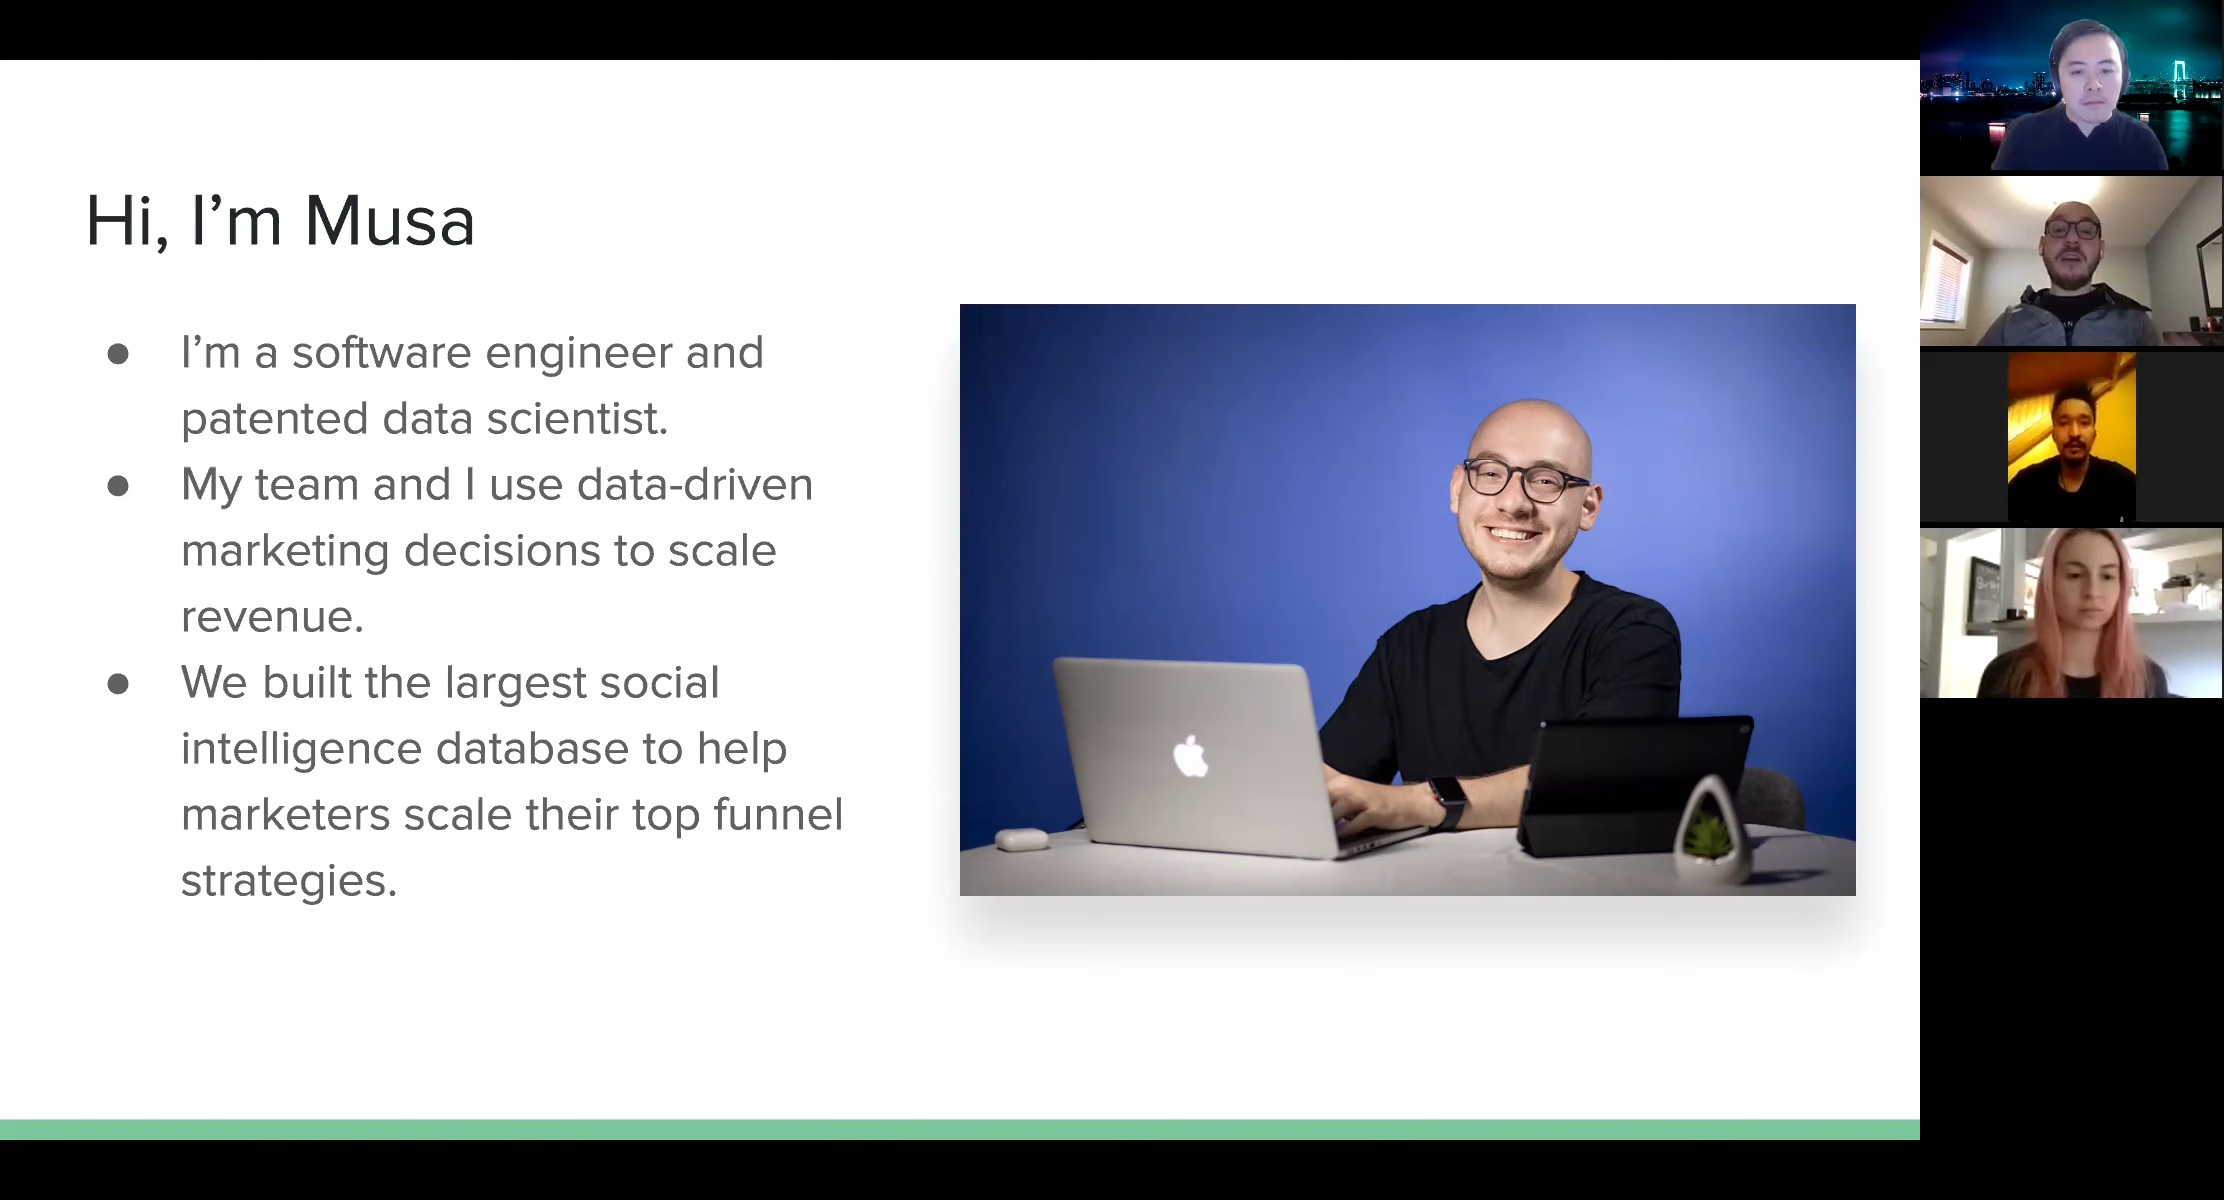 Hi, I’m Musa
● I’m a software engineer and
patented data scientist.
● My team and I use data-driven
marketing decisions to scale
revenue.
● We built the largest social
intelligence database to help
marketers scale their top funnel
strategies.